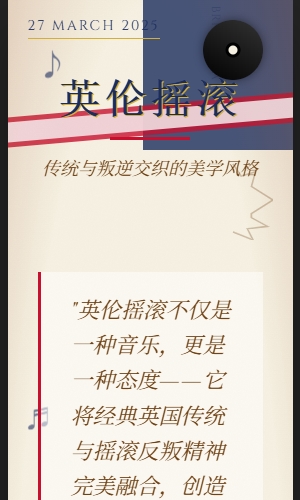 27 MARCH 2025
英伦摇滚
传统与叛逆交织的美学风格
"英伦摇滚不仅是
一种音乐，更是
一种态度——它
将经典英国传统
与摇滚反叛精神
完美融合，创造